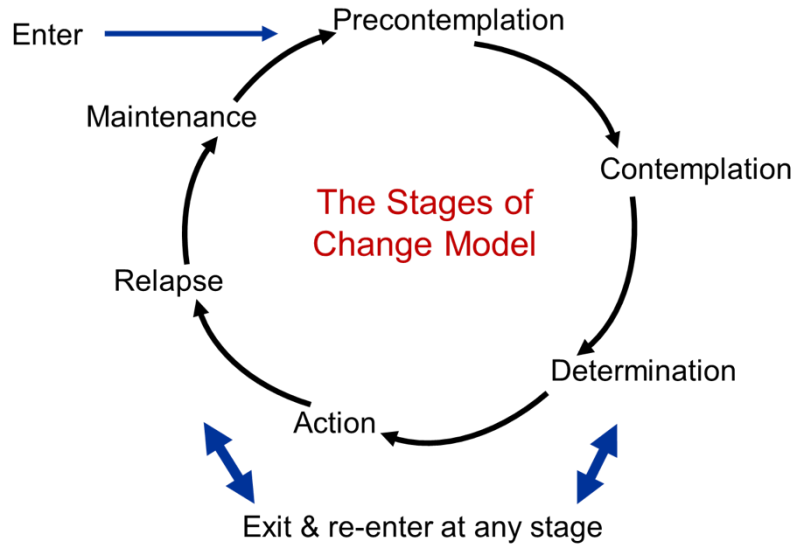 Enter
Precontemplation
Maintenance
Contemplation
The Stages of
Change Model
Relapse
Determination
Action
Exit & re-enter at any stage